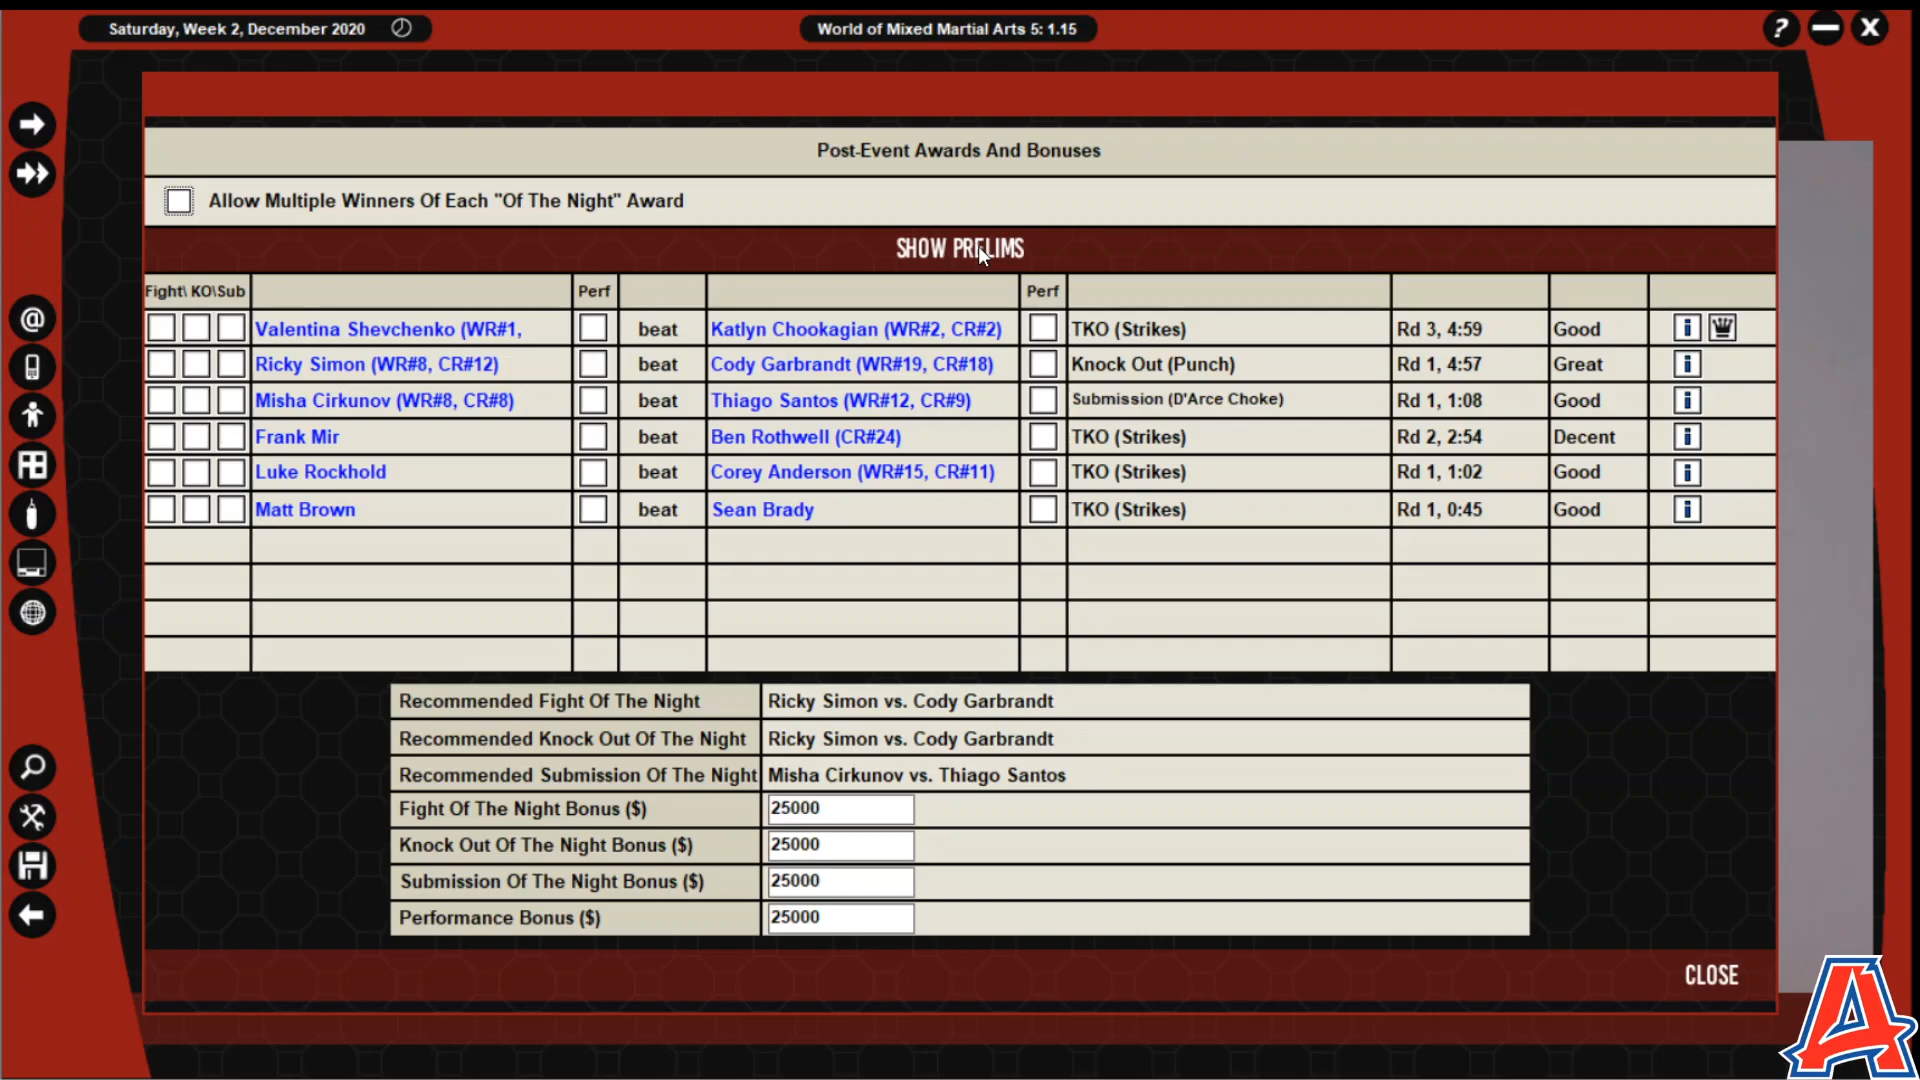 Saturday, Week 2, December 2020
World of Mixed Martial Arts 5: 1.15
?
X
Post-Event Awards And Bonuses
Allow Multiple Winners Of Each "Of The Night" Award
SHOW PRELIMS
Fight\ KO\Sub Perf Perf
Valentina Shevchenko (WR#1, beat Katlyn Chookagian (WR#2, CR#2) TKO (Strikes) Rd 3, 4:59 Good i
Ricky Simon (WR#8, CR#12) beat Cody Garbrandt (WR#19, CR#18) Knock Out (Punch) Rd 1, 4:57 Great i
Misha Cirkunov (WR#8, CR#8) beat Thiago Santos (WR#12, CR#9) Submission (D'Arce Choke) Rd 1, 1:08 Good i
Frank Mir beat Ben Rothwell (CR#24) TKO (Strikes) Rd 2, 2:54 Decent i
Luke Rockhold beat Corey Anderson (WR#15, CR#11) TKO (Strikes) Rd 1, 1:02 Good i
Matt Brown beat Sean Brady TKO (Strikes) Rd 1, 0:45 Good i
@
Recommended Fight Of The Night Ricky Simon vs. Cody Garbrandt
Recommended Knock Out Of The Night Ricky Simon vs. Cody Garbrandt
Recommended Submission Of The Night Misha Cirkunov vs. Thiago Santos
Fight Of The Night Bonus ($) 25000
Knock Out Of The Night Bonus ($) 25000
Submission Of The Night Bonus ($) 25000
Performance Bonus ($) 25000
CLOSE
A